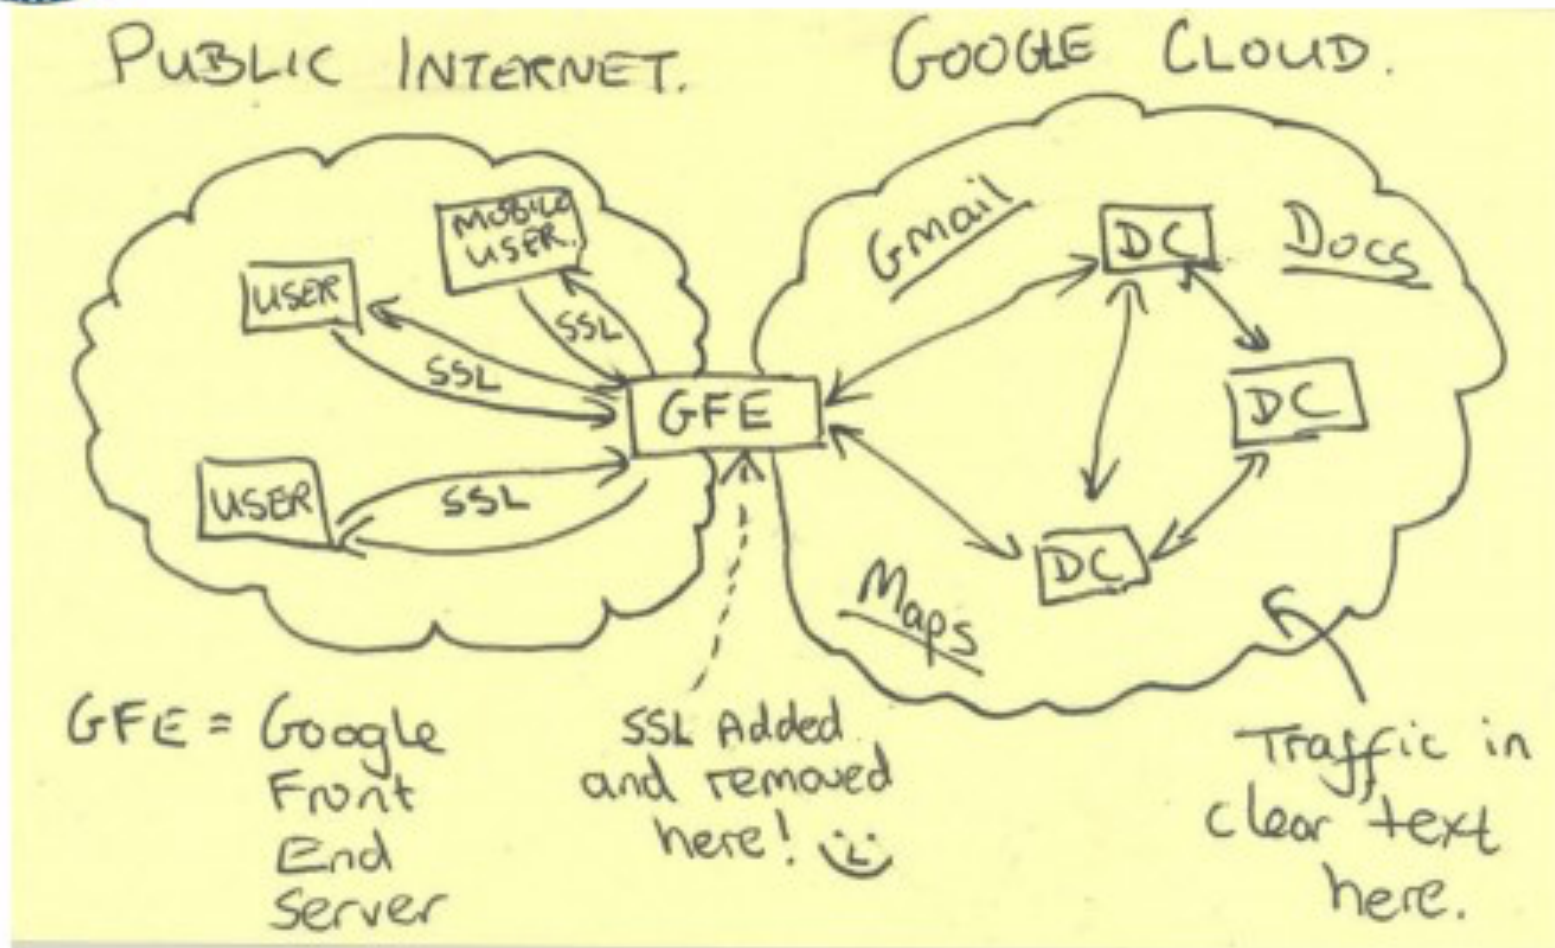 PUBLIC INTERNET.
GOOGLE CLOUD.
MOBILE
USER.
USER
SSL
SSL
USER
SSL
GFE
Gmail
DC
Docs
DC
DC
Maps
GFE = Google
Front
End
Server
SSL Added
and removed
here!
Traffic in
clear text
here.